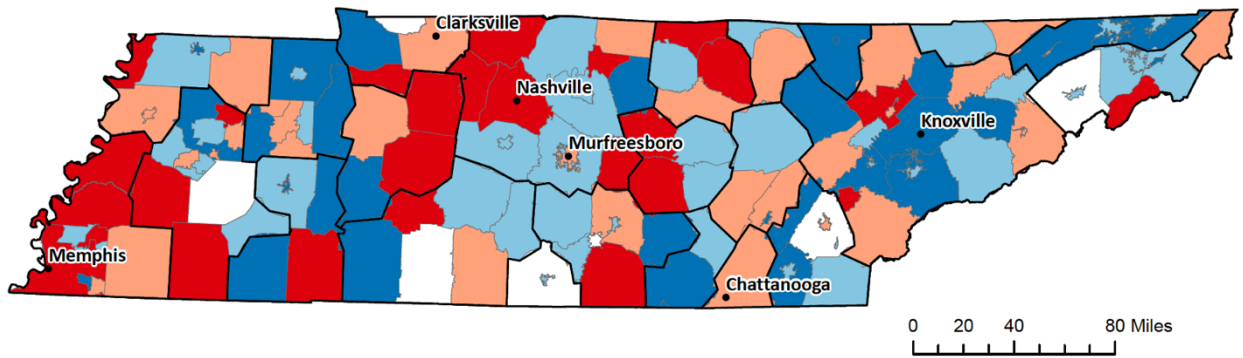 Clarksville
Nashville
Knoxville
Murfreesboro
Memphis
Chattanooga
0 20 40 80 Miles